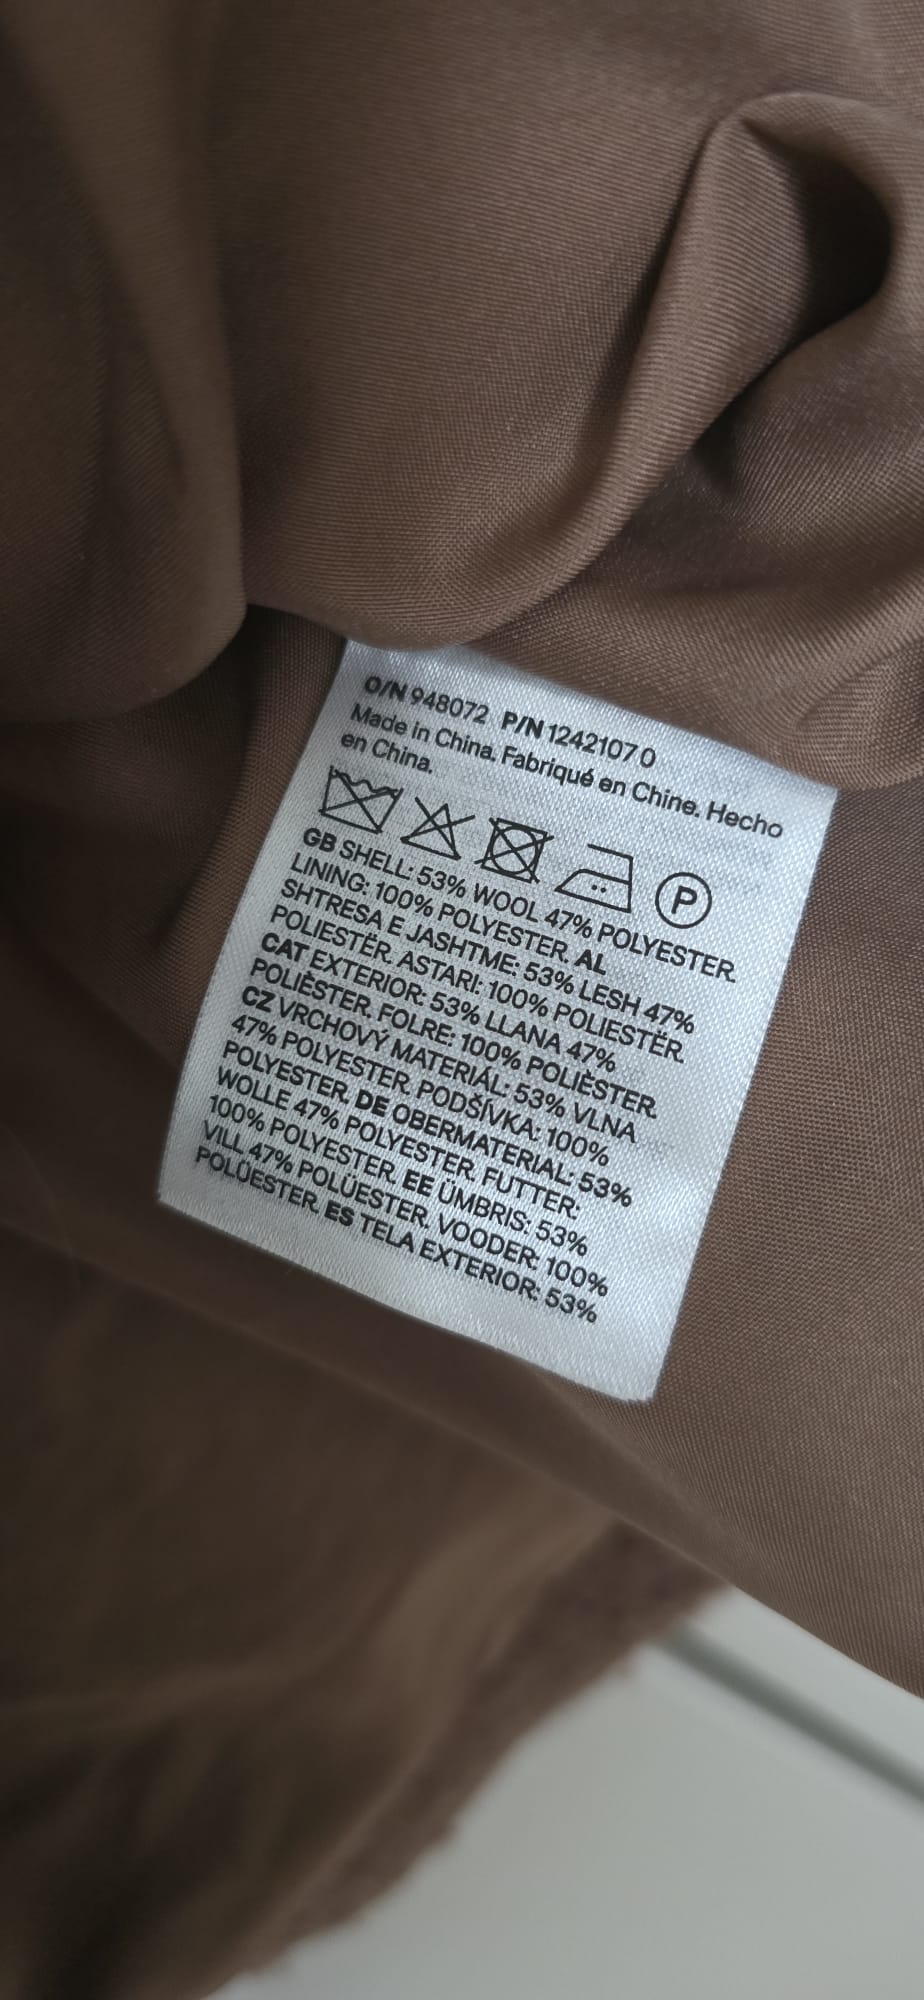 O/N 948072 P/N 1242107 0
Made in China. Fabriqué en Chine. Hecho
en China.
P
GB SHELL: 53% WOOL 47% POLYESTER.
LINING: 100% POLYESTER. AL
SHTRESA E JASHTME: 53% LESH 47%
POLIESTËR. ASTARI: 100% POLIESTËR.
CAT EXTERIOR: 53% LLANA 47%
POLIÈSTER. FOLRE: 100% POLIÈSTER.
CZ VRCHOVÝ MATERIÁL: 53% VLNA
47% POLYESTER. PODŠÍVKA: 100%
POLYESTER. DE OBERMATERIAL: 53%
WOLLE 47% POLYESTER. FUTTER:
100% POLYESTER. EE ÜMBRIS: 53%
VILL 47% POLÜESTER. VOODER: 100%
POLÜESTER. ES TELA EXTERIOR: 53%